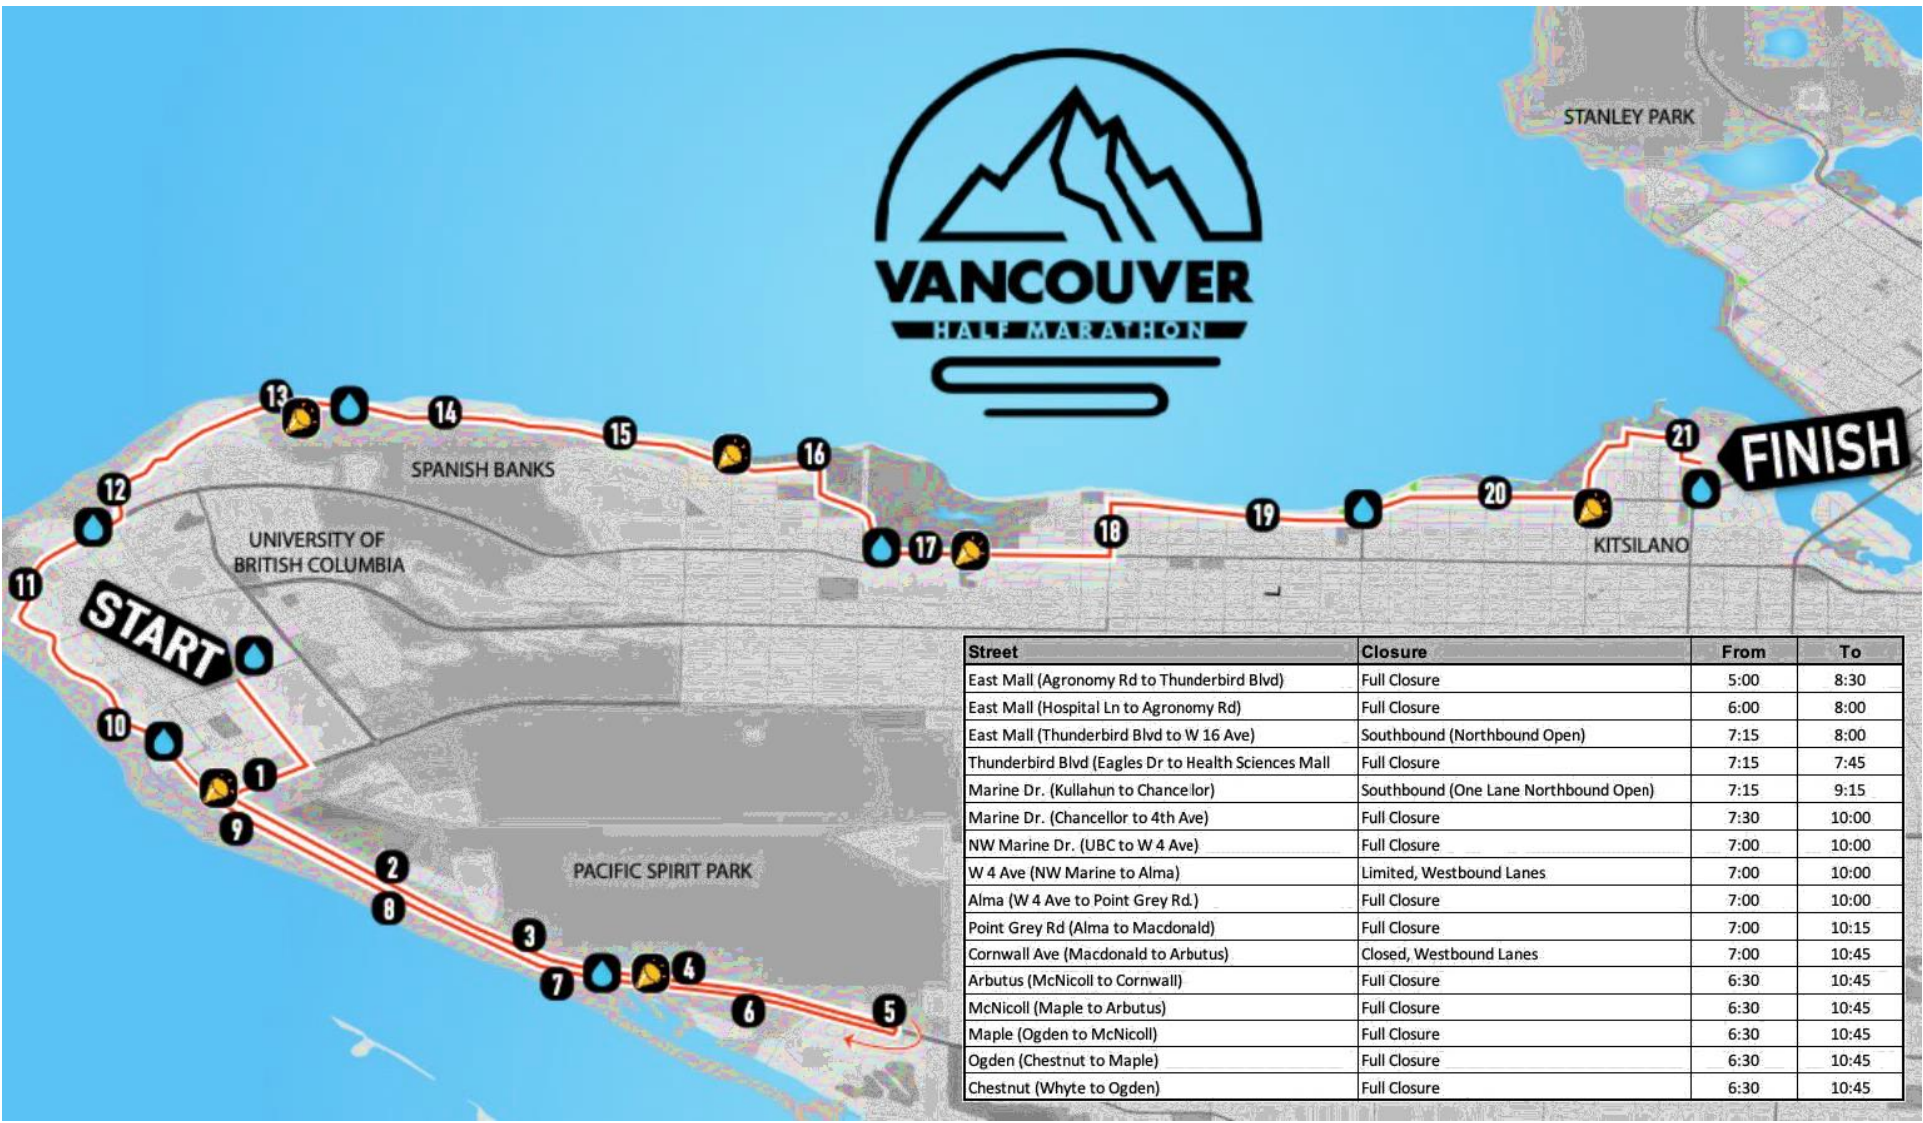 STANLEY PARK
VANCOUVER
HALF MARATHON
13
14
15
16
21
FINISH
SPANISH BANKS
12
20
19
18
17
KITSILANO
UNIVERSITY OF
BRITISH COLUMBIA
11
START
10
1
9
2
8
PACIFIC SPIRIT PARK
3
7
4
6
5
Street Closure From To
East Mall (Agronomy Rd to Thunderbird Blvd) Full Closure 5:00 8:30
East Mall (Hospital Ln to Agronomy Rd) Full Closure 6:00 8:00
East Mall (Thunderbird Blvd to W 16 Ave) Southbound (Northbound Open) 7:15 8:00
Thunderbird Blvd (Eagles Dr to Health Sciences Mall Full Closure 7:15 7:45
Marine Dr. (Kullahun to Chancellor) Southbound (One Lane Northbound Open) 7:15 9:15
Marine Dr. (Chancellor to 4th Ave) Full Closure 7:30 10:00
NW Marine Dr. (UBC to W 4 Ave) Full Closure 7:00 10:00
W 4 Ave (NW Marine to Alma) Limited, Westbound Lanes 7:00 10:00
Alma (W 4 Ave to Point Grey Rd.) Full Closure 7:00 10:00
Point Grey Rd (Alma to Macdonald) Full Closure 7:00 10:15
Cornwall Ave (Macdonald to Arbutus) Closed, Westbound Lanes 7:00 10:45
Arbutus (McNicoll to Cornwall) Full Closure 6:30 10:45
McNicoll (Maple to Arbutus) Full Closure 6:30 10:45
Maple (Ogden to McNicoll) Full Closure 6:30 10:45
Ogden (Chestnut to Maple) Full Closure 6:30 10:45
Chestnut (Whyte to Ogden) Full Closure 6:30 10:45